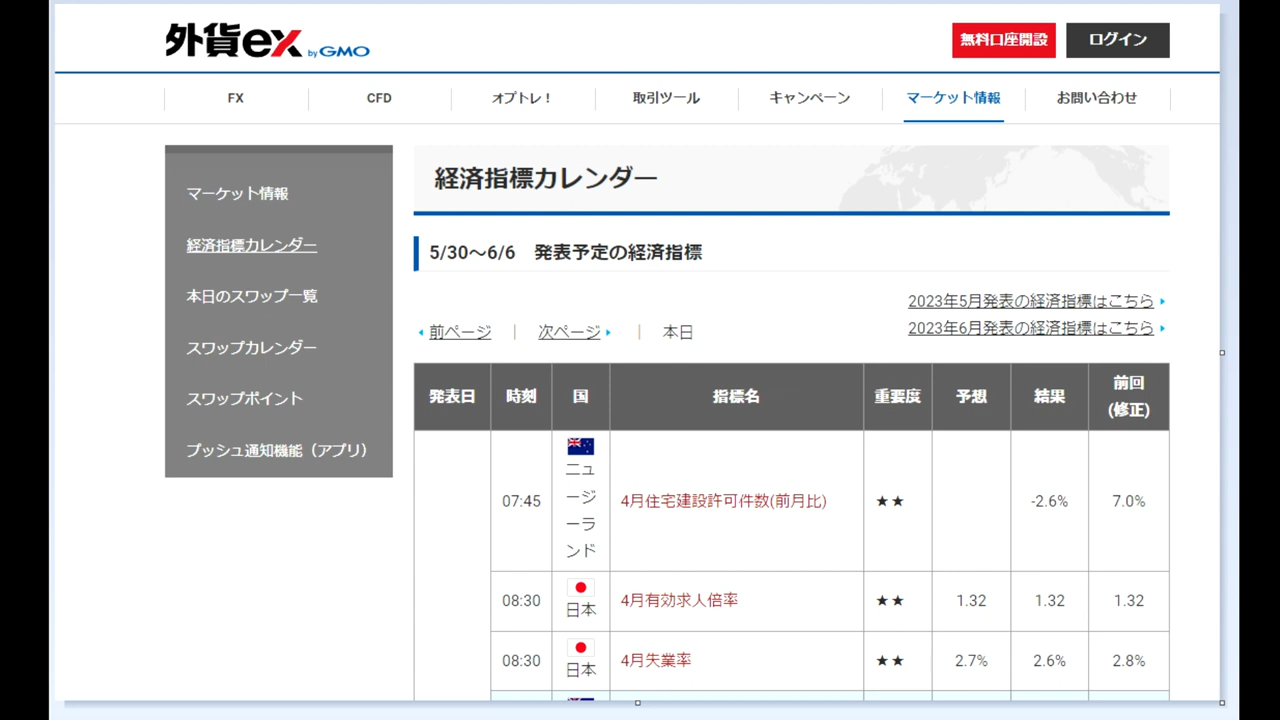 外貨ex byGMO
無料口座開設
ログイン
FX
CFD
オプトレ！
取引ツール
キャンペーン
マーケット情報
お問い合わせ
マーケット情報
経済指標カレンダー
本日のスワップ一覧
スワップカレンダー
スワップポイント
プッシュ通知機能（アプリ）
経済指標カレンダー
5/30～6/6　発表予定の経済指標
2023年5月発表の経済指標はこちら
2023年6月発表の経済指標はこちら
前ページ ｜ 次ページ ｜ 本日
発表日 時刻 国 指標名 重要度 予想 結果 前回
(修正)
07:45 ニュ
ージ
ーラ
ンド 4月住宅建設許可件数(前月比) ★★ -2.6% 7.0%
08:30 日本 4月有効求人倍率 ★★ 1.32 1.32 1.32
08:30 日本 4月失業率 ★★ 2.7% 2.6% 2.8%